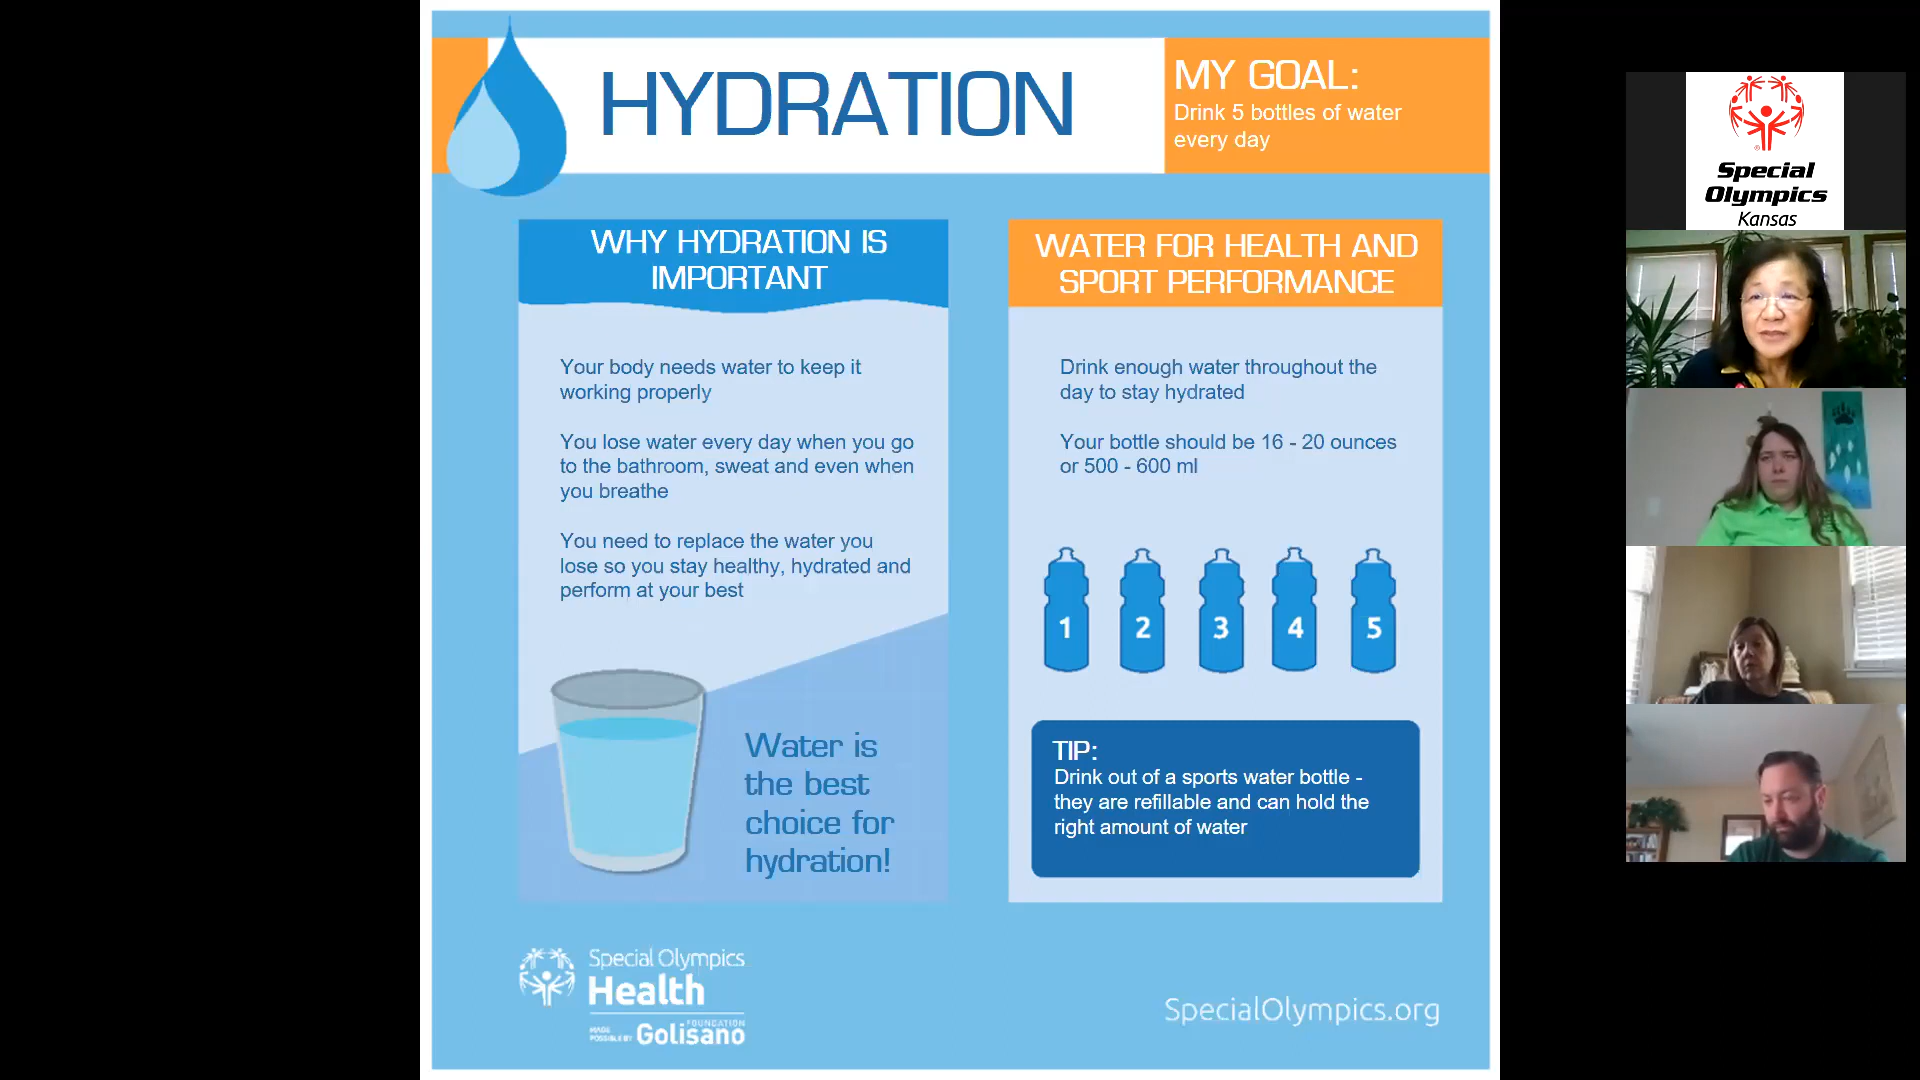 HYDRATION
MY GOAL:
Drink 5 bottles of water
every day
WHY HYDRATION IS
IMPORTANT
Your body needs water to keep it
working properly
You lose water every day when you go
to the bathroom, sweat and even when
you breathe
You need to replace the water you
lose so you stay healthy, hydrated and
perform at your best
Water is
the best
choice for
hydration!
WATER FOR HEALTH AND
SPORT PERFORMANCE
Drink enough water throughout the
day to stay hydrated
Your bottle should be 16 - 20 ounces
or 500 - 600 ml
1 2 3 4 5
TIP:
Drink out of a sports water bottle -
they are refillable and can hold the
right amount of water
Special Olympics
Health
MADE
POSSIBLE BY
FOUNDATION
Golisano
SpecialOlympics.org
Special
Olympics
Kansas